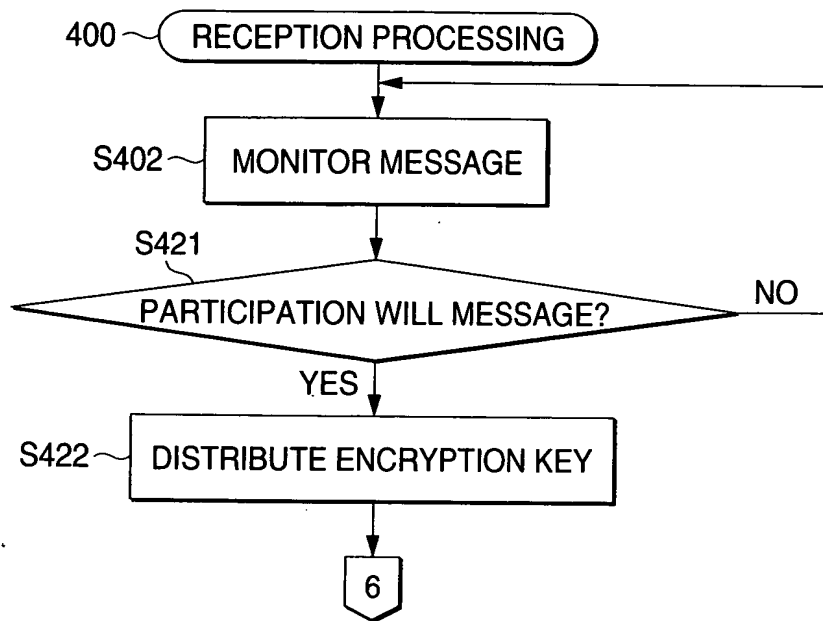 400 RECEPTION PROCESSING
S402 MONITOR MESSAGE
S421
PARTICIPATION WILL MESSAGE?
NO
YES
S422 DISTRIBUTE ENCRYPTION KEY
6